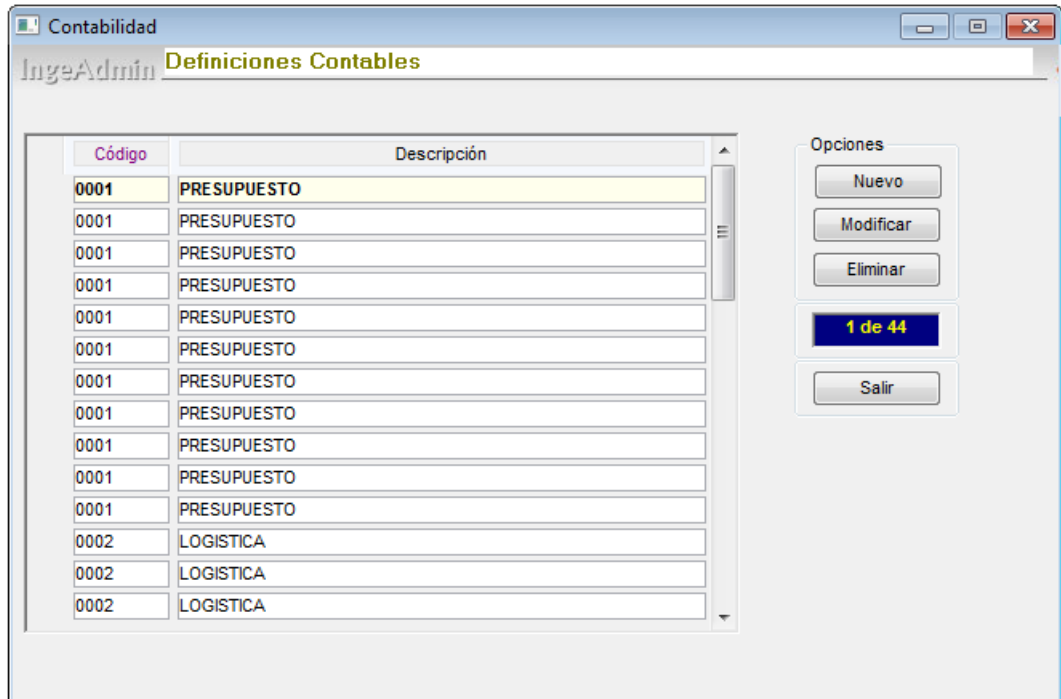 Contabilidad
IngeAdmin Definiciones Contables
Código Descripción
0001 PRESUPUESTO
0001 PRESUPUESTO
0001 PRESUPUESTO
0001 PRESUPUESTO
0001 PRESUPUESTO
0001 PRESUPUESTO
0001 PRESUPUESTO
0001 PRESUPUESTO
0001 PRESUPUESTO
0001 PRESUPUESTO
0001 PRESUPUESTO
0002 LOGISTICA
0002 LOGISTICA
0002 LOGISTICA
Opciones
Nuevo
Modificar
Eliminar
1 de 44
Salir